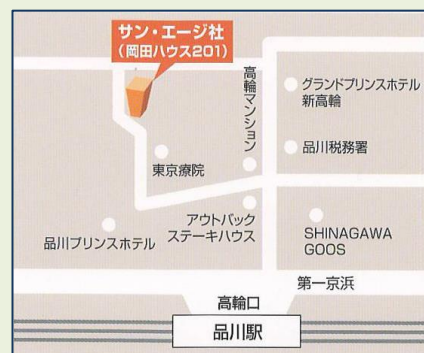 サン・エージ社
(岡田ハウス201)
高輪マンション
グランドプリンスホテル
新高輪
品川税務署
東京療院
アウトバック
ステーキハウス
品川プリンスホテル
SHINAGAWA
GOOS
第一京浜
高輪口
品川駅